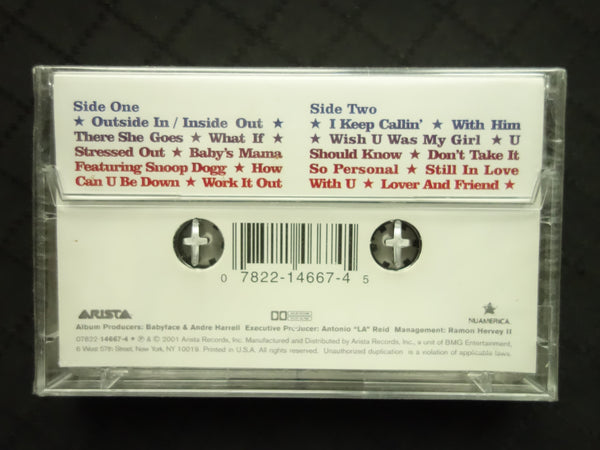 Side One
★ Outside In / Inside Out ★
There She Goes ★ What If ★
Stressed Out ★ Baby's Mama
Featuring Snoop Dogg ★ How
Can U Be Down ★ Work It Out
Side Two
★ I Keep Callin' ★ With Him
★ Wish U Was My Girl ★ U
Should Know ★ Don't Take It
So Personal ★ Still In Love
With U ★ Lover And Friend ★
0 7822-14667-4 5
ARISTA
NUAMERICA
Album Producers: Babyface & Andre Harrell Executive Producer: Antonio "LA" Reid Management: Ramon Hervey II
07822-14667-4 • ℗ & © 2001 Arista Records, Inc. Manufactured and Distributed by Arista Records, Inc., a unit of BMG Entertainment,
6 West 57th Street, New York, NY 10019. Printed in U.S.A. All rights reserved. Unauthorized duplication is a violation of applicable laws.